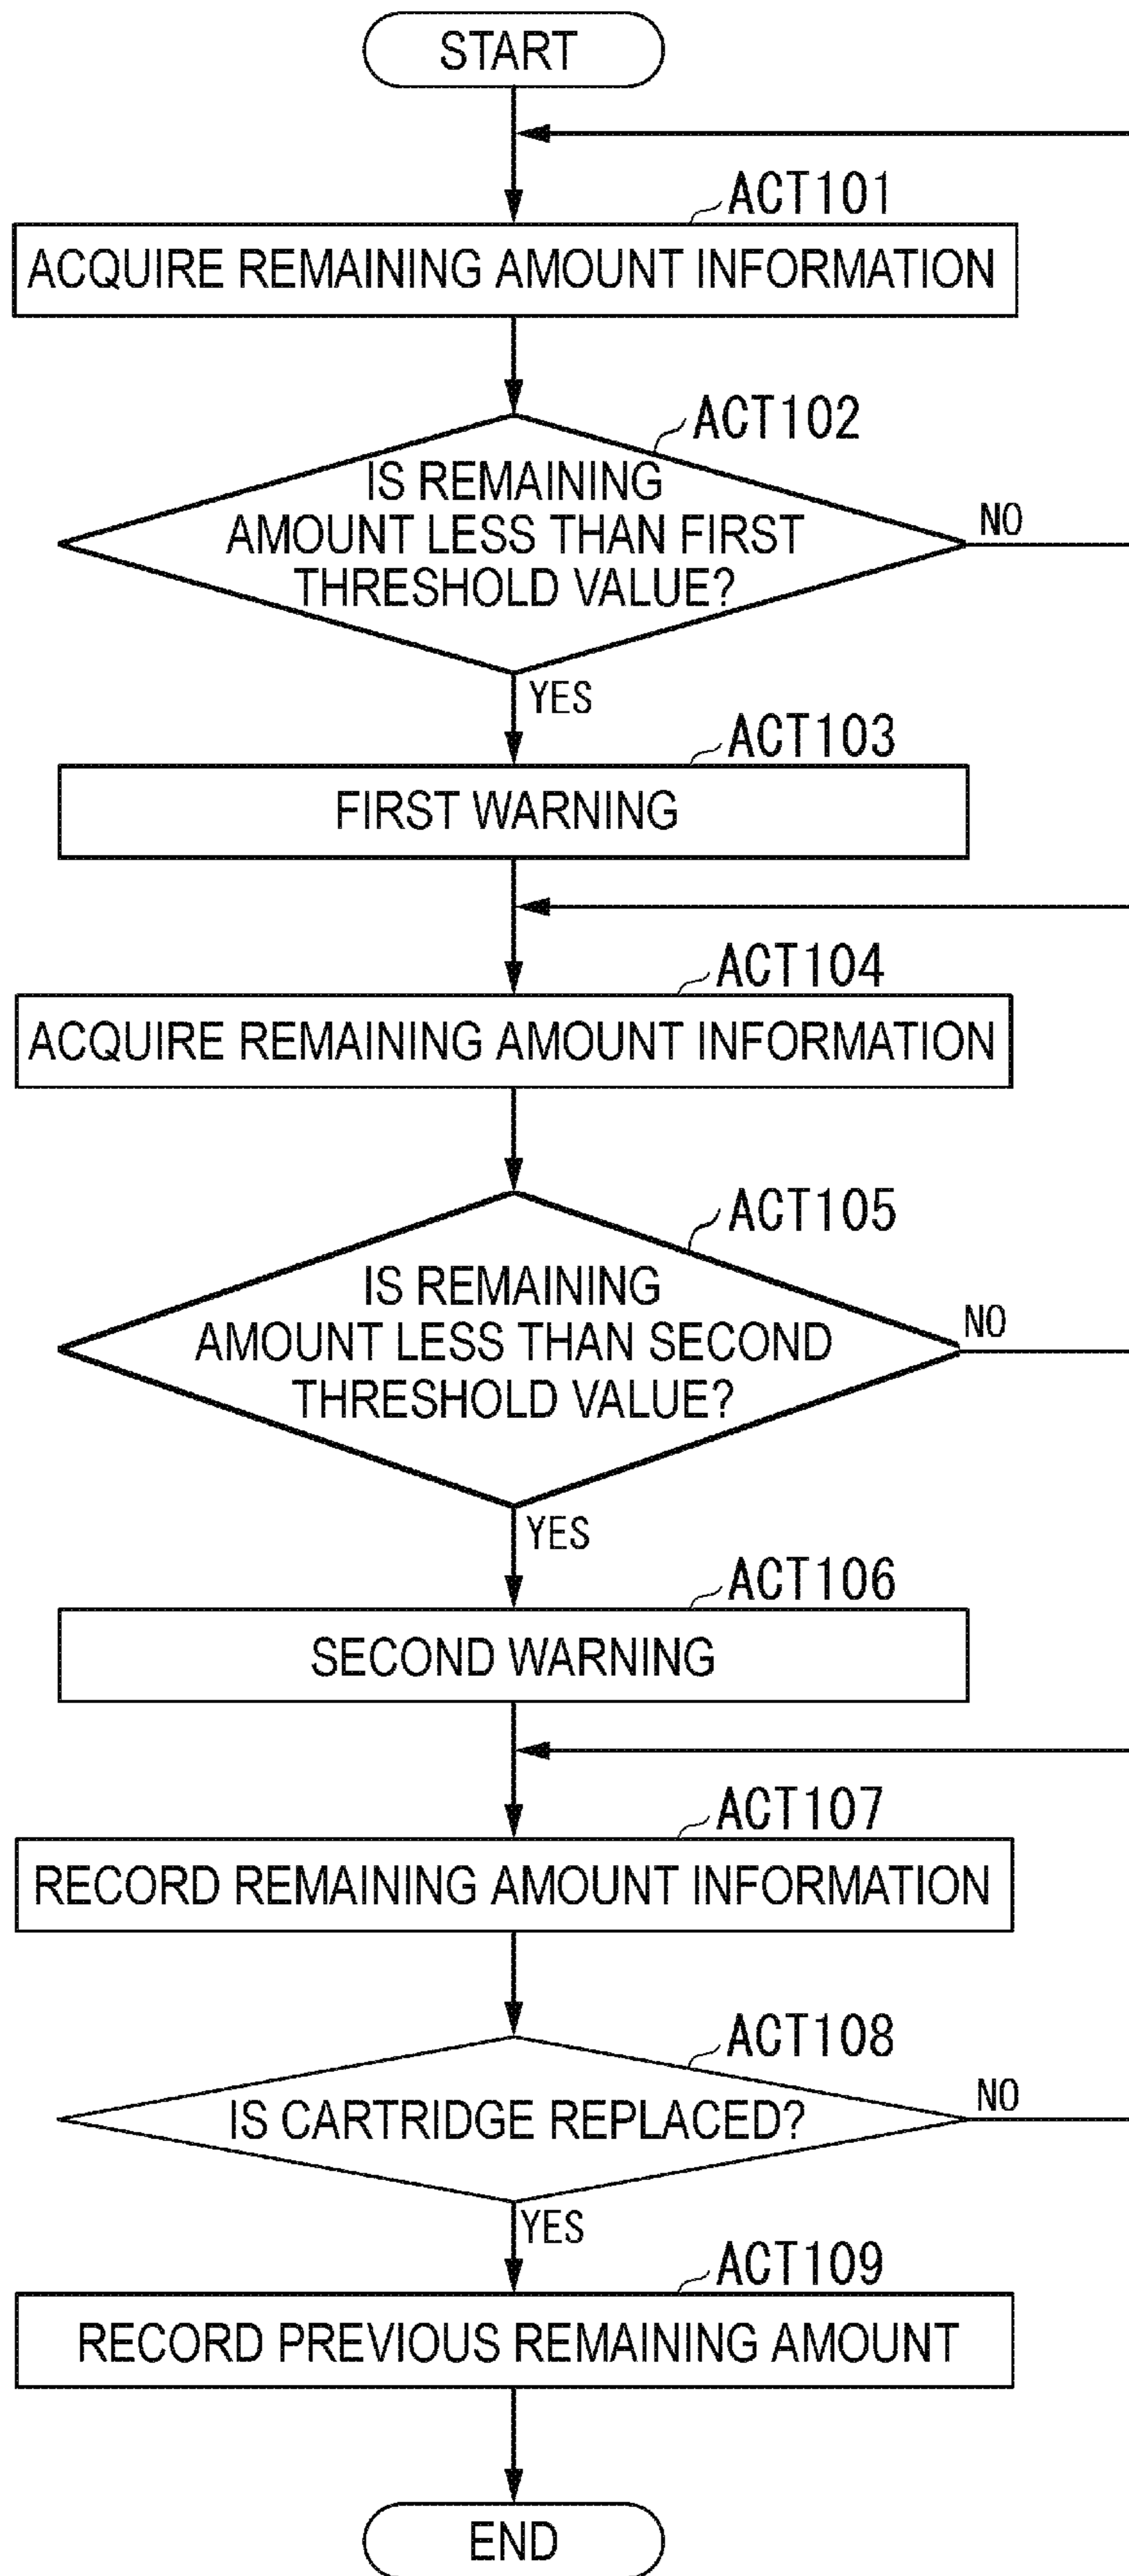 START
ACT101
ACQUIRE REMAINING AMOUNT INFORMATION
ACT102
IS REMAINING
AMOUNT LESS THAN FIRST
THRESHOLD VALUE?
NO
YES
ACT103
FIRST WARNING
ACT104
ACQUIRE REMAINING AMOUNT INFORMATION
ACT105
IS REMAINING
AMOUNT LESS THAN SECOND
THRESHOLD VALUE?
NO
YES
ACT106
SECOND WARNING
ACT107
RECORD REMAINING AMOUNT INFORMATION
ACT108
IS CARTRIDGE REPLACED?
NO
YES
ACT109
RECORD PREVIOUS REMAINING AMOUNT
END